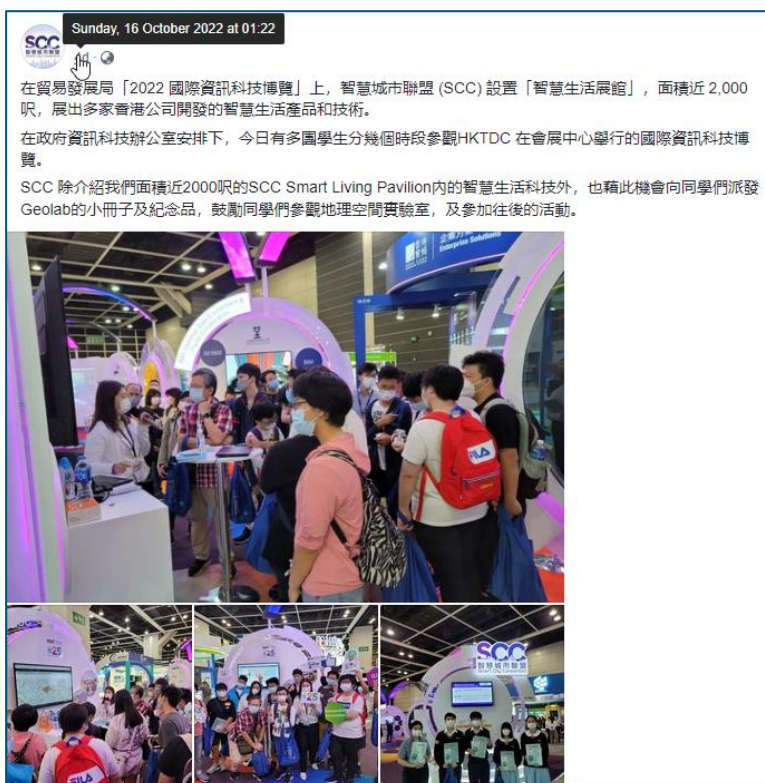 Sunday, 16 October 2022 at 01:22
SCC
智慧城市聯盟
在貿易發展局「2022 國際資訊科技博覽」上，智慧城市聯盟 (SCC) 設置「智慧生活展館」，面積近 2,000
呎，展出多家香港公司開發的智慧生活產品和技術。
在政府資訊科技辦公室安排下，今日有多團學生分幾個時段參觀HKTDC 在會展中心舉行的國際資訊科技博
覽。
SCC 除介紹我們面積近2000呎的SCC Smart Living Pavilion內的智慧生活科技外，也藉此機會向同學們派發
Geolab的小冊子及紀念品，鼓勵同學們參觀地理空間實驗室，及參加往後的活動。
Enterprise Solutions
FILA
FILA
25
SCC
智慧城市聯盟
Smart City Consortium